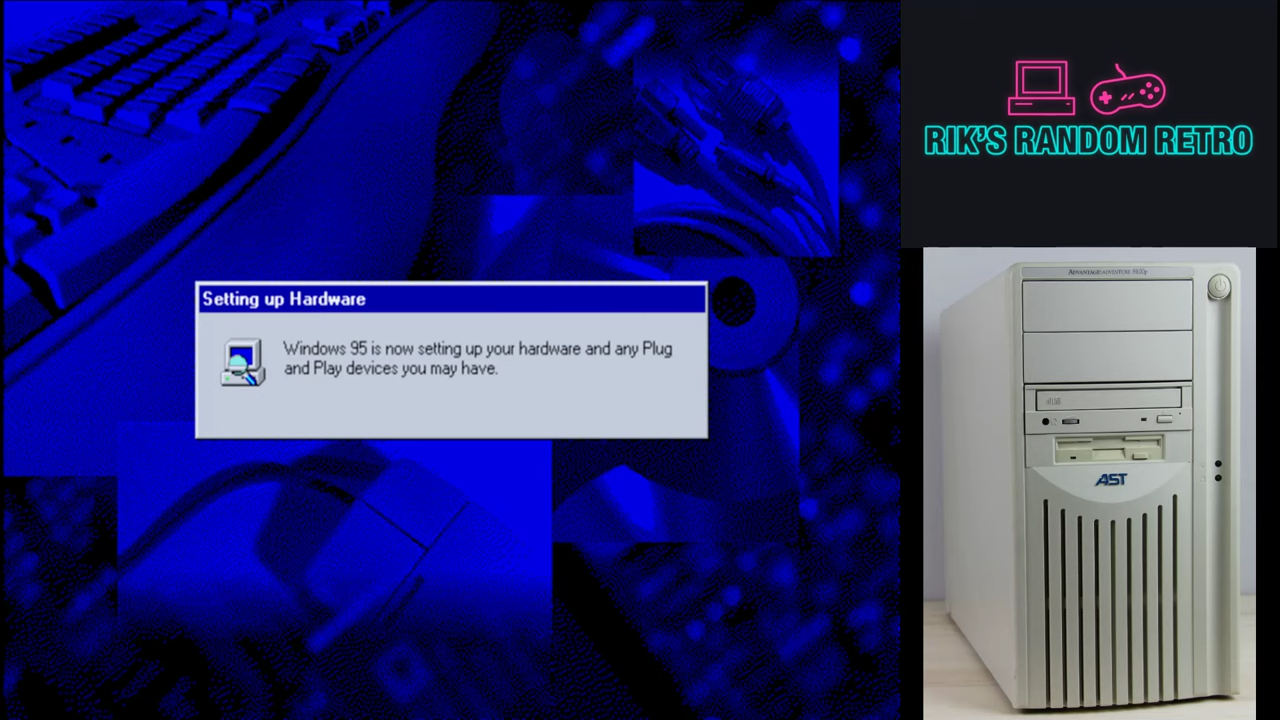 RIK'S RANDOM RETRO
Setting up Hardware
Windows 95 is now setting up your hardware and any Plug
and Play devices you may have.
AST